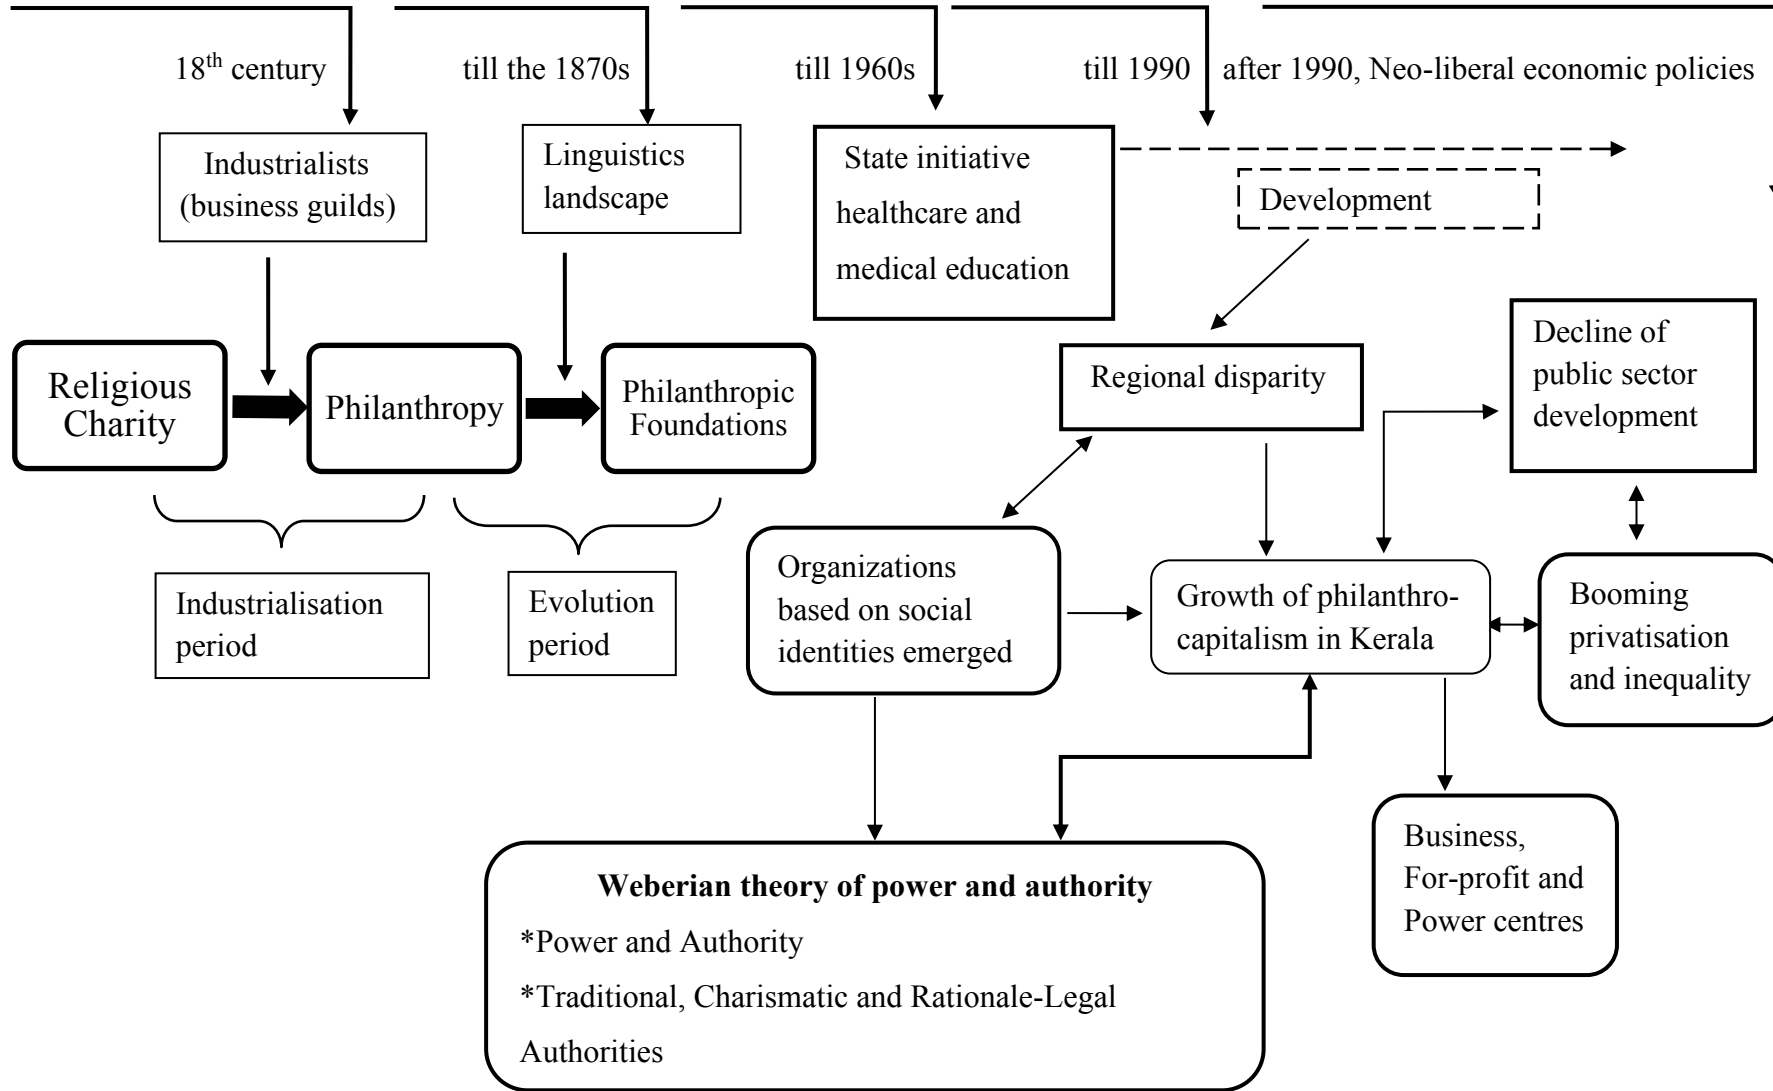 18th century
till the 1870s
till 1960s
till 1990
after 1990, Neo-liberal economic policies
Industrialists
(business guilds)
Linguistics
landscape
State initiative
healthcare and
medical education
Development
Religious
Charity
Philanthropy
Philanthropic
Foundations
Regional disparity
Decline of
public sector
development
Industrialisation
period
Evolution
period
Organizations
based on social
identities emerged
Growth of philanthro-
capitalism in Kerala
Booming
privatisation
and inequality
Business,
For-profit and
Power centres
Weberian theory of power and authority
*Power and Authority
*Traditional, Charismatic and Rationale-Legal
Authorities